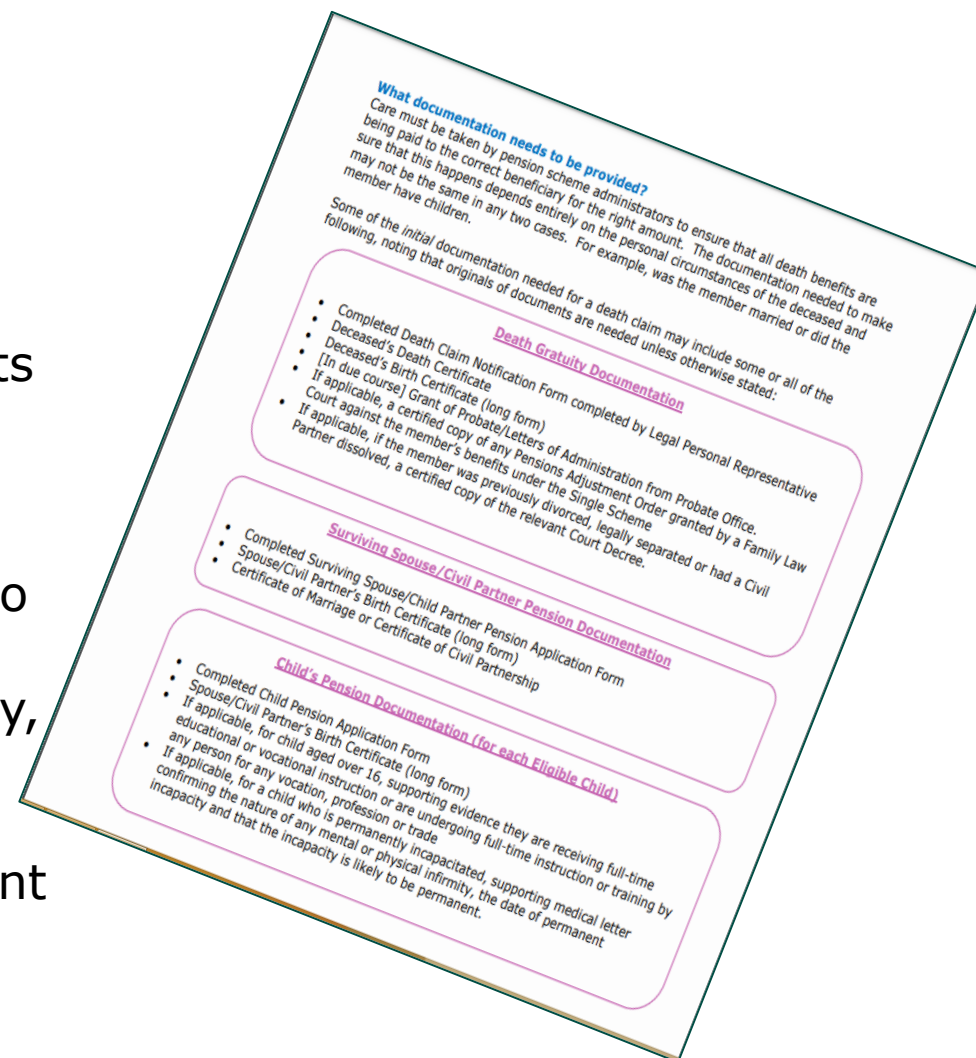 ts
o
y,
nt
What documentation needs to be provided?
Care must be taken by pension scheme administrators to ensure that all death benefits are
being paid to the correct beneficiary for the right amount. The documentation needed to make
sure that this happens depends entirely on the personal circumstances of the deceased and
may not be the same in any two cases. For example, was the member married or did the
member have children.
Some of the initial documentation needed for a death claim may include some or all of the
following, noting that originals of documents are needed unless otherwise stated:
Death Gratuity Documentation
• Completed Death Claim Notification Form completed by Legal Personal Representative
• Deceased's Death Certificate
• Deceased's Birth Certificate (long form)
• [In due course] Grant of Probate/Letters of Administration from Probate Office.
• If applicable, a certified copy of any Pensions Adjustment Order granted by a Family Law
Court against the member's benefits under the Single Scheme
• If applicable, if the member was previously divorced, legally separated or had a Civil
Partner dissolved, a certified copy of the relevant Court Decree.
Surviving Spouse/Civil Partner Pension Documentation
• Completed Surviving Spouse/Child Partner Pension Application Form
• Spouse/Civil Partner's Birth Certificate (long form)
• Certificate of Marriage or Certificate of Civil Partnership
Child's Pension Documentation (for each Eligible Child)
• Completed Child Pension Application Form
• Spouse/Civil Partner's Birth Certificate (long form)
• If applicable, for child aged over 16, supporting evidence they are receiving full-time
educational or vocational instruction or are undergoing full-time instruction or training by
any person for any vocation, profession or trade
• If applicable, for a child who is permanently incapacitated, supporting medical letter
confirming the nature of any mental or physical infirmity, the date of permanent
incapacity and that the incapacity is likely to be permanent.